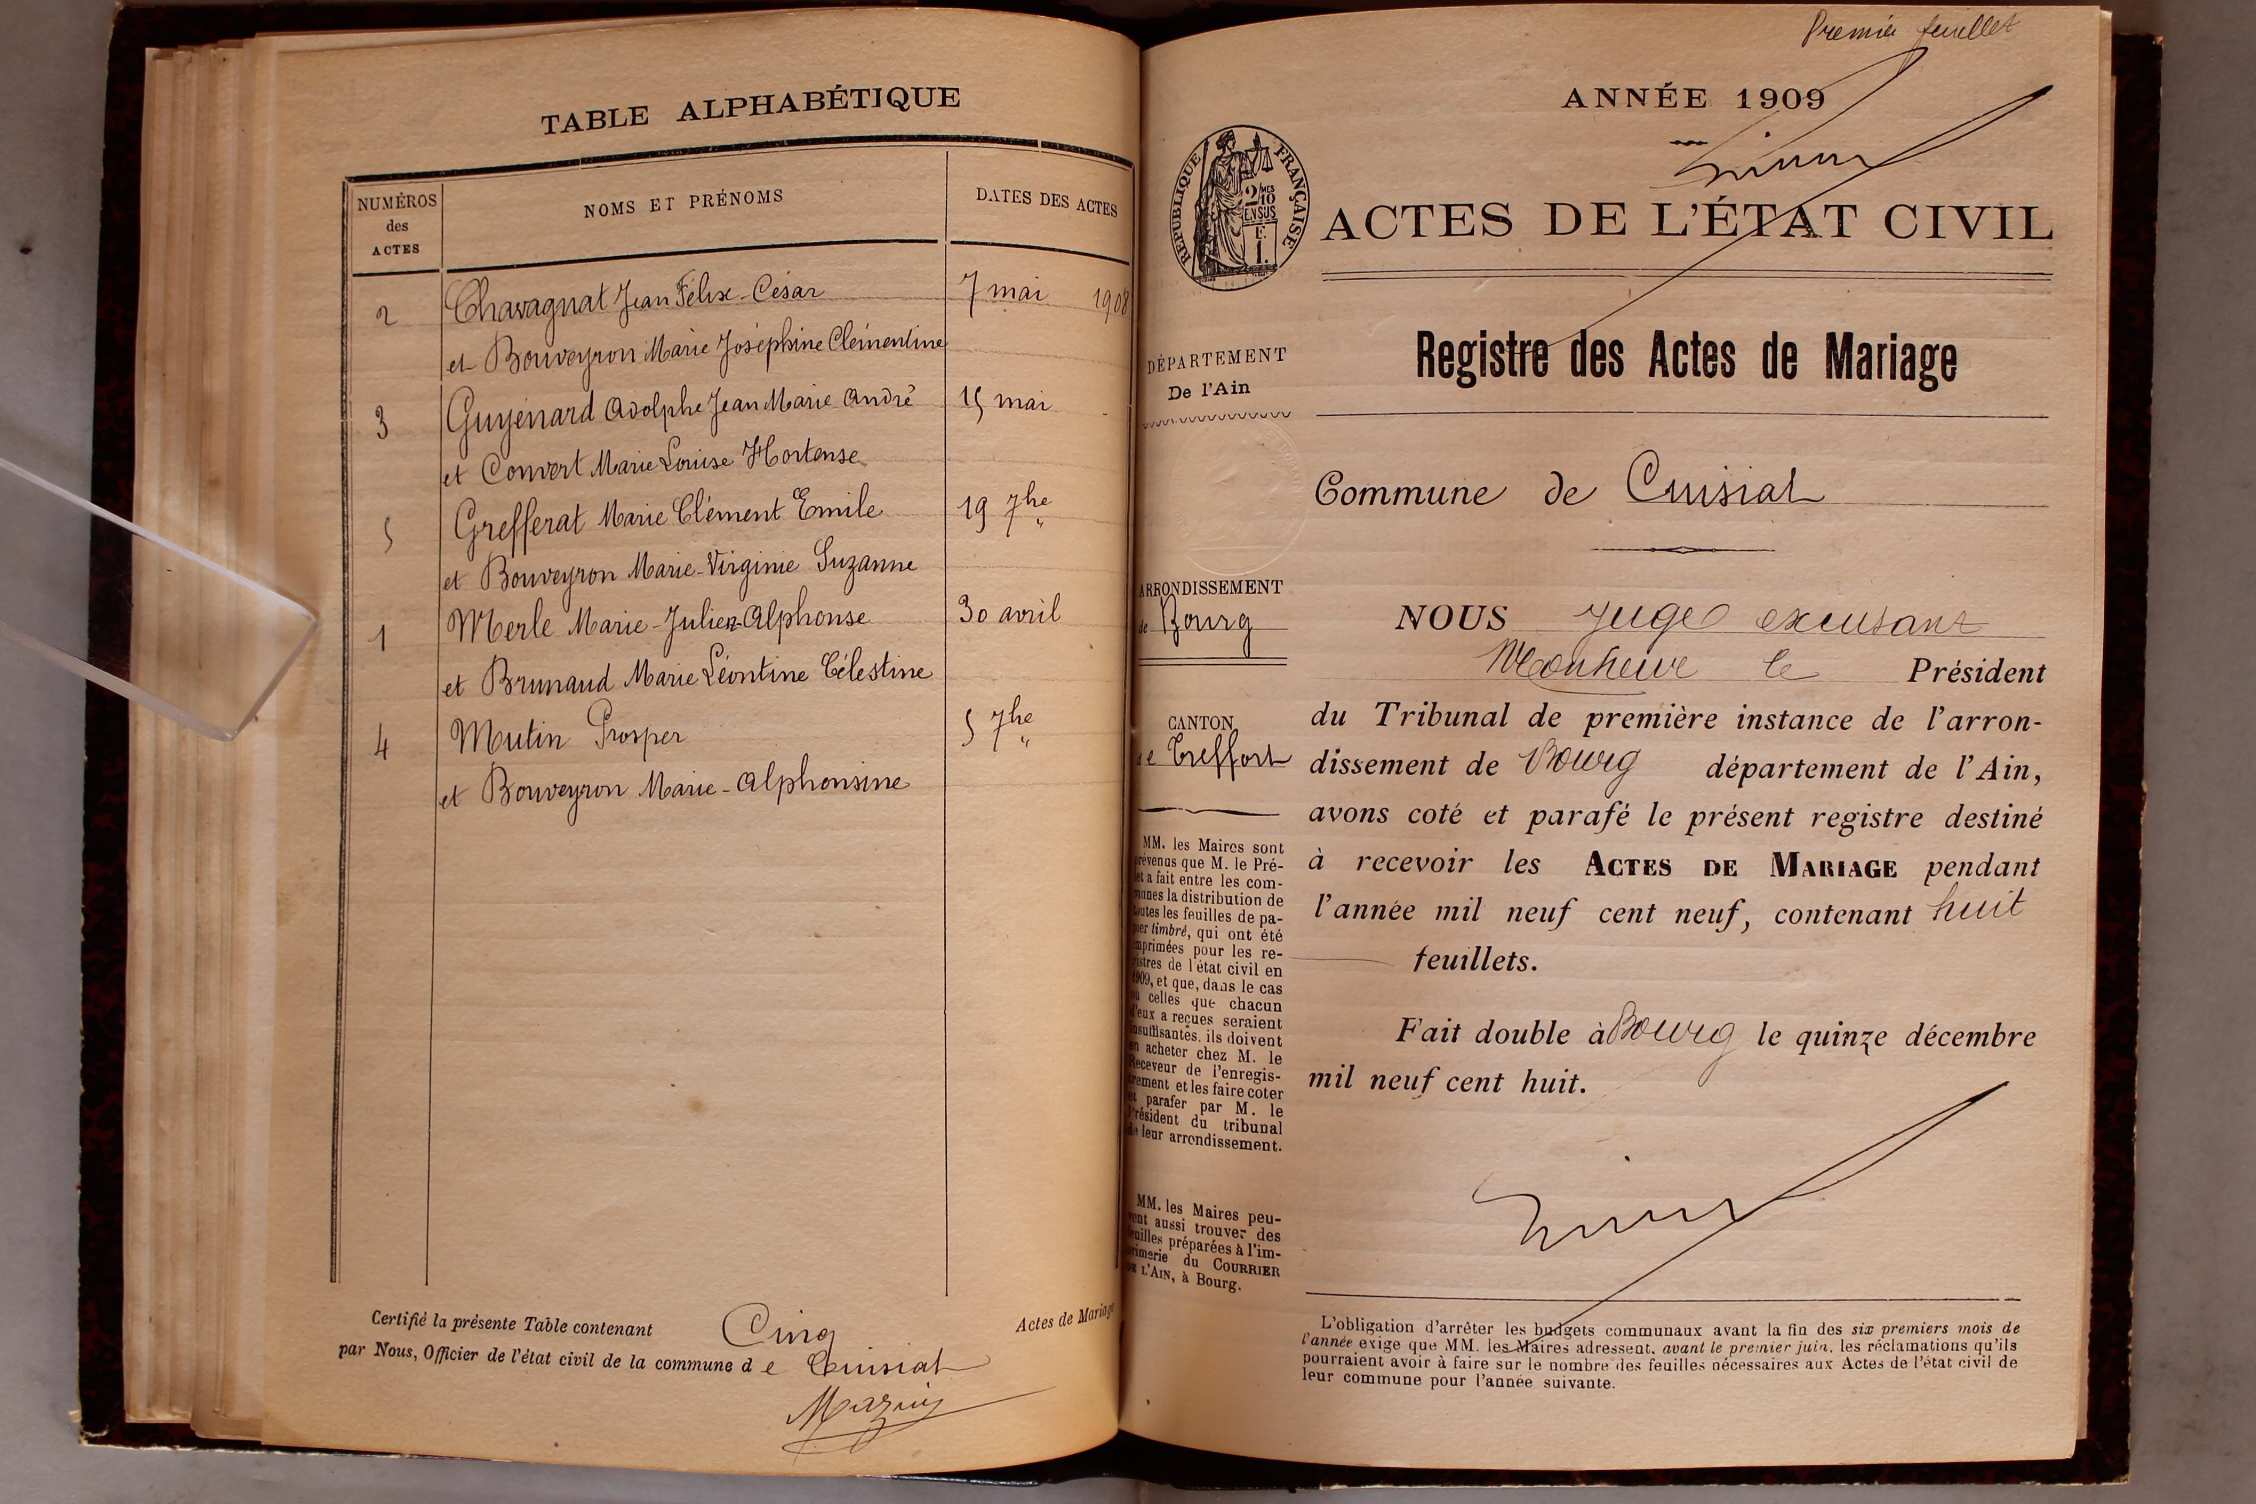 TABLE ALPHABÉTIQUE
NUMÉROS des ACTES
NOMS ET PRÉNOMS
DATES DES ACTES
2 Chavagnat Jean Félix-César 7 mai 1908
et Bouveyron Marie Joséphine Clémentine
3 Guyénard Adolphe Jean Marie André 15 mai
et Convert Marie Louise Hortense
5 Grefferat Marie Clément Emile 19 7bre "
et Bouveyron Marie-Virginie Suzanne
1 Merle Marie-Julien-Alphonse 30 avril
et Brunaud Marie Léontine Célestine
4 Mutin Prosper 5 7bre "
et Bouveyron Marie-Alphonsine
Certifié la présente Table contenant Cinq Actes de Mariage
par Nous, Officier de l'état civil de la commune de Cuisiat
Mazuy
Premier feuillet
ANNÉE 1909
RÉPUBLIQUE FRANÇAISE
2/10 MES
EN SUS
F.
1.
ACTES DE L'ÉTAT CIVIL
DÉPARTEMENT
De l'Ain
ARRONDISSEMENT
de Bourg
CANTON
de Treffort
MM. les Maires sont
prévenus que M. le Pré-
fet a fait entre les com-
munes la distribution de
toutes les feuilles de pa-
pier timbré, qui ont été
imprimées pour les re-
gistres de l'état civil en
1909, et que, dans le cas
où celles que chacun
d'eux a reçues seraient
insuffisantes, ils doivent
en acheter chez M. le
Receveur de l'enregis-
trement et les faire coter
et parafer par M. le
Président du tribunal
de leur arrondissement.
MM. les Maires peu-
vent aussi trouver des
feuilles préparées à l'im-
primerie du COURRIER
DE L'AIN, à Bourg.
Registre des Actes de Mariage
Commune de Cuisiat
NOUS Juge excusant
Monsieur le Président
du Tribunal de première instance de l'arron-
dissement de Bourg département de l'Ain,
avons coté et parafé le présent registre destiné
à recevoir les ACTES DE MARIAGE pendant
l'année mil neuf cent neuf, contenant huit
feuillets.
Fait double à Bourg le quinze décembre
mil neuf cent huit.
L'obligation d'arrêter les budgets communaux avant la fin des six premiers mois de
l'année exige que MM. les Maires adressent, avant le premier juin, les réclamations qu'ils
pourraient avoir à faire sur le nombre des feuilles nécessaires aux Actes de l'état civil de
leur commune pour l'année suivante.